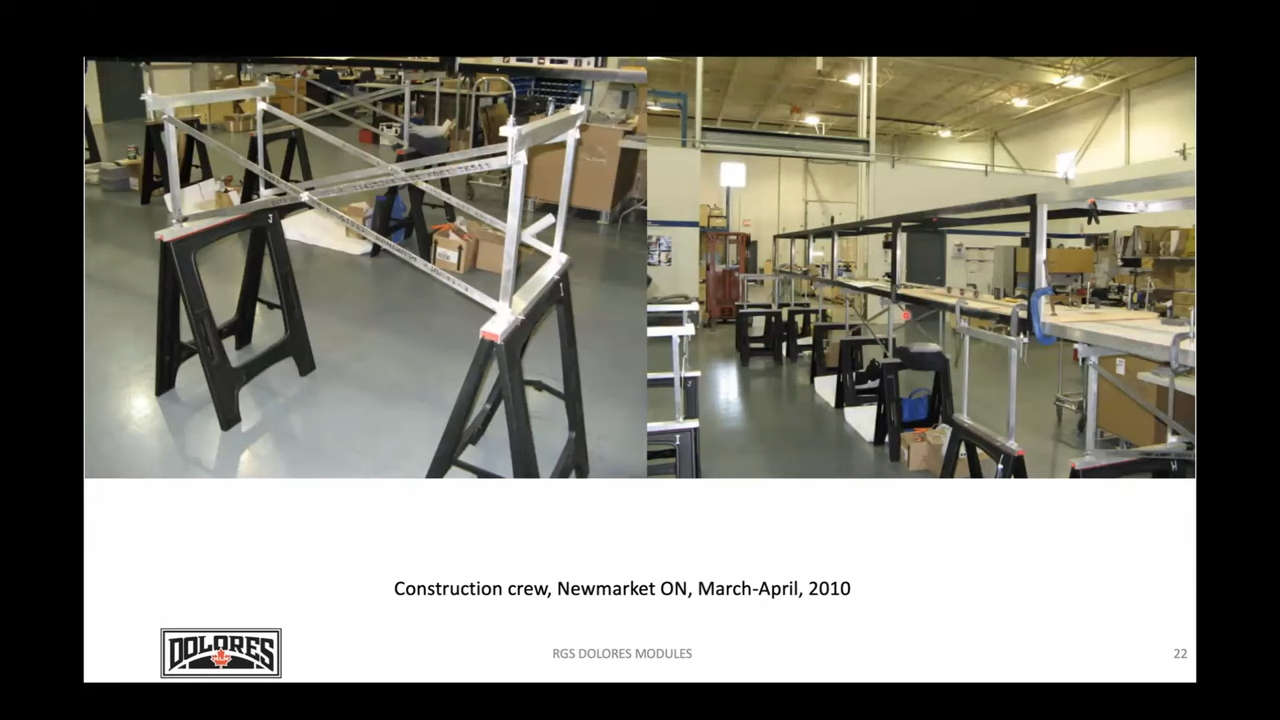 J
I
J
I
H
Construction crew, Newmarket ON, March-April, 2010
DOLORES
RGS DOLORES MODULES
22